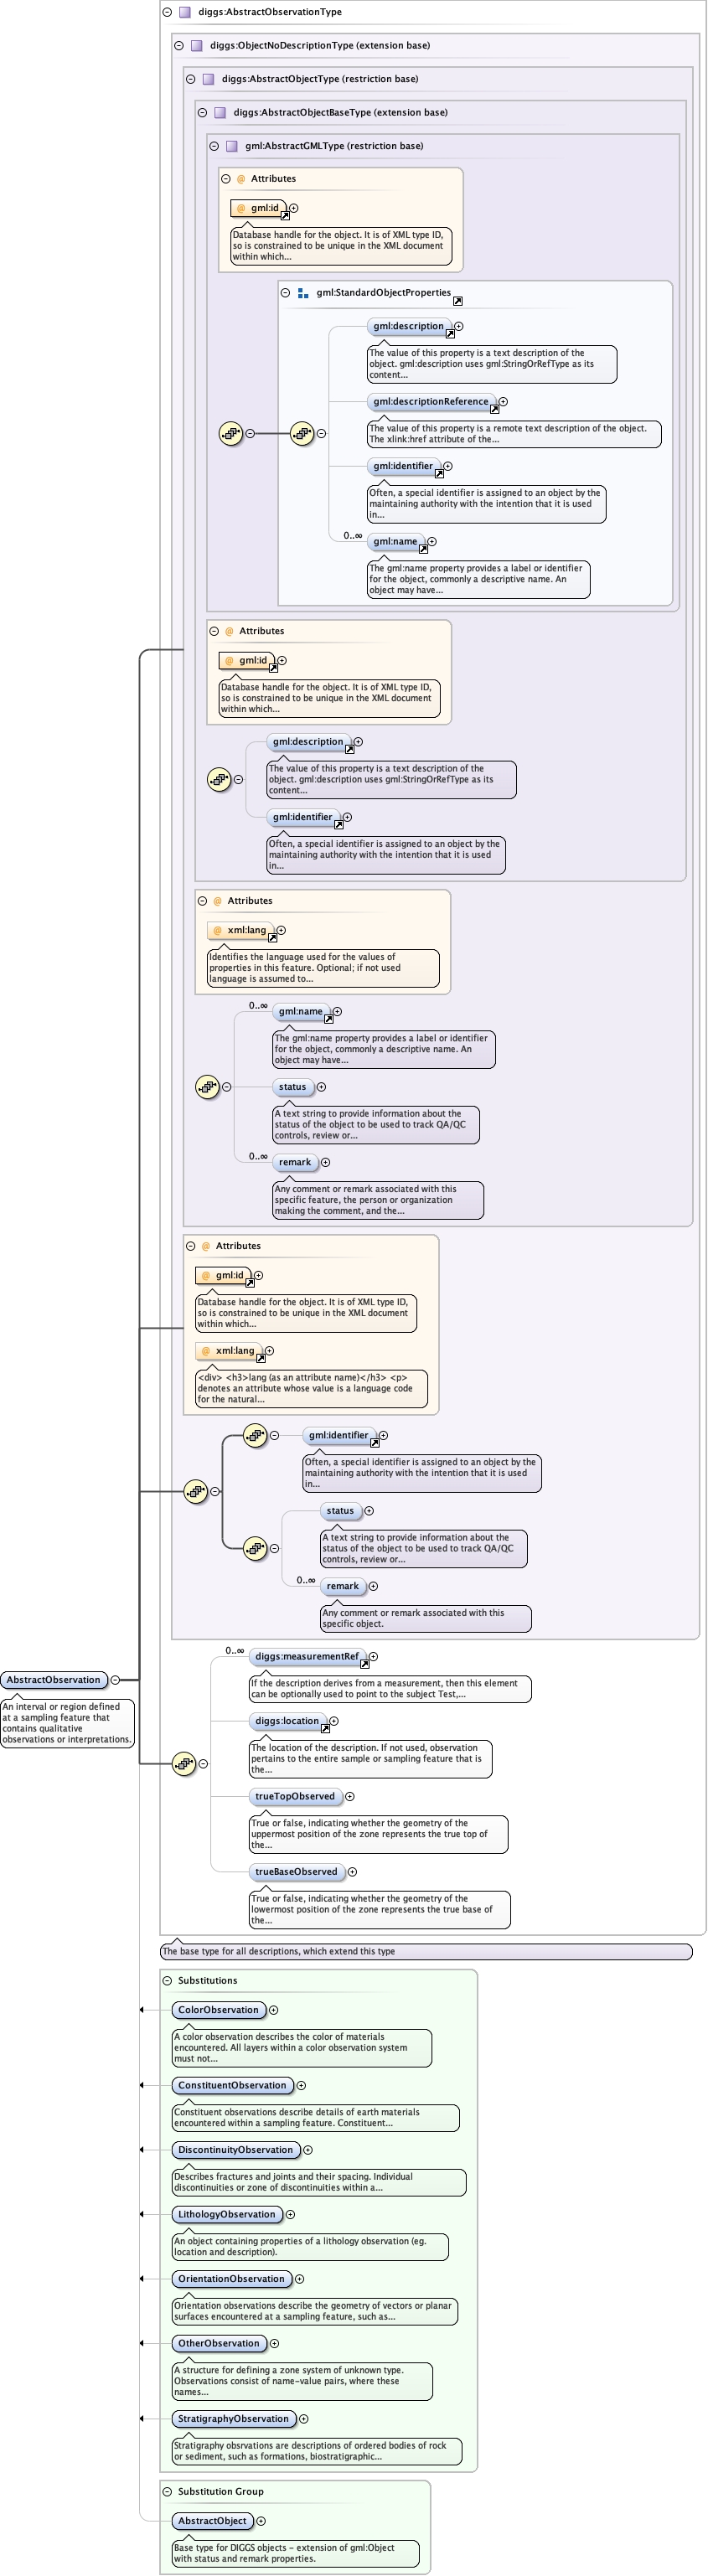 diggs:AbstractObservationType
diggs:ObjectNoDescriptionType (extension base)
diggs:AbstractObjectType (restriction base)
diggs:AbstractObjectBaseType (extension base)
gml:AbstractGMLType (restriction base)
@ Attributes
@ gml:id
Database handle for the object. It is of XML type ID,
so is constrained to be unique in the XML document
within which...
gml:StandardObjectProperties
gml:description
The value of this property is a text description of the
object. gml:description uses gml:StringOrRefType as its
content...
gml:descriptionReference
The value of this property is a remote text description of the object.
The xlink:href attribute of the...
gml:identifier
Often, a special identifier is assigned to an object by the
maintaining authority with the intention that it is used
in...
0..∞
gml:name
The gml:name property provides a label or identifier
for the object, commonly a descriptive name. An
object may have...
@ Attributes
@ gml:id
Database handle for the object. It is of XML type ID,
so is constrained to be unique in the XML document
within which...
gml:description
The value of this property is a text description of the
object. gml:description uses gml:StringOrRefType as its
content...
gml:identifier
Often, a special identifier is assigned to an object by the
maintaining authority with the intention that it is used
in...
@ Attributes
@ xml:lang
Identifies the language used for the values of
properties in this feature. Optional; if not used
language is assumed to...
0..∞
gml:name
The gml:name property provides a label or identifier
for the object, commonly a descriptive name. An
object may have...
status
A text string to provide information about the
status of the object to be used to track QA/QC
controls, review or...
0..∞
remark
Any comment or remark associated with this
specific feature, the person or organization
making the comment, and the...
@ Attributes
@ gml:id
Database handle for the object. It is of XML type ID,
so is constrained to be unique in the XML document
within which...
@ xml:lang
<div> <h3>lang (as an attribute name)</h3> <p>
denotes an attribute whose value is a language code
for the natural...
gml:identifier
Often, a special identifier is assigned to an object by the
maintaining authority with the intention that it is used
in...
status
A text string to provide information about the
status of the object to be used to track QA/QC
controls, review or...
0..∞
remark
Any comment or remark associated with this
specific object.
0..∞
diggs:measurementRef
If the description derives from a measurement, then this element
can be optionally used to point to the subject Test,...
AbstractObservation
An interval or region defined
at a sampling feature that
contains qualitative
observations or interpretations.
diggs:location
The location of the description. If not used, observation
pertains to the entire sample or sampling feature that is
the...
trueTopObserved
True or false, indicating whether the geometry of the
uppermost position of the zone represents the true top of
the...
trueBaseObserved
True or false, indicating whether the geometry of the
lowermost position of the zone represents the true base of
the...
The base type for all descriptions, which extend this type
Substitutions
ColorObservation
A color observation describes the color of materials
encountered. All layers within a color observation system
must not...
ConstituentObservation
Constituent observations describe details of earth materials
encountered within a sampling feature. Constituent...
DiscontinuityObservation
Describes fractures and joints and their spacing. Individual
discontinuities or zone of discontinuities within a...
LithologyObservation
An object containing properties of a lithology observation (eg.
location and description).
OrientationObservation
Orientation observations describe the geometry of vectors or planar
surfaces encountered at a sampling feature, such as...
OtherObservation
A structure for defining a zone system of unknown type.
Observations consist of name-value pairs, where these
names...
StratigraphyObservation
Stratigraphy obsrvations are descriptions of ordered bodies of rock
or sediment, such as formations, biostratigraphic...
Substitution Group
AbstractObject
Base type for DIGGS objects - extension of gml:Object
with status and remark properties.